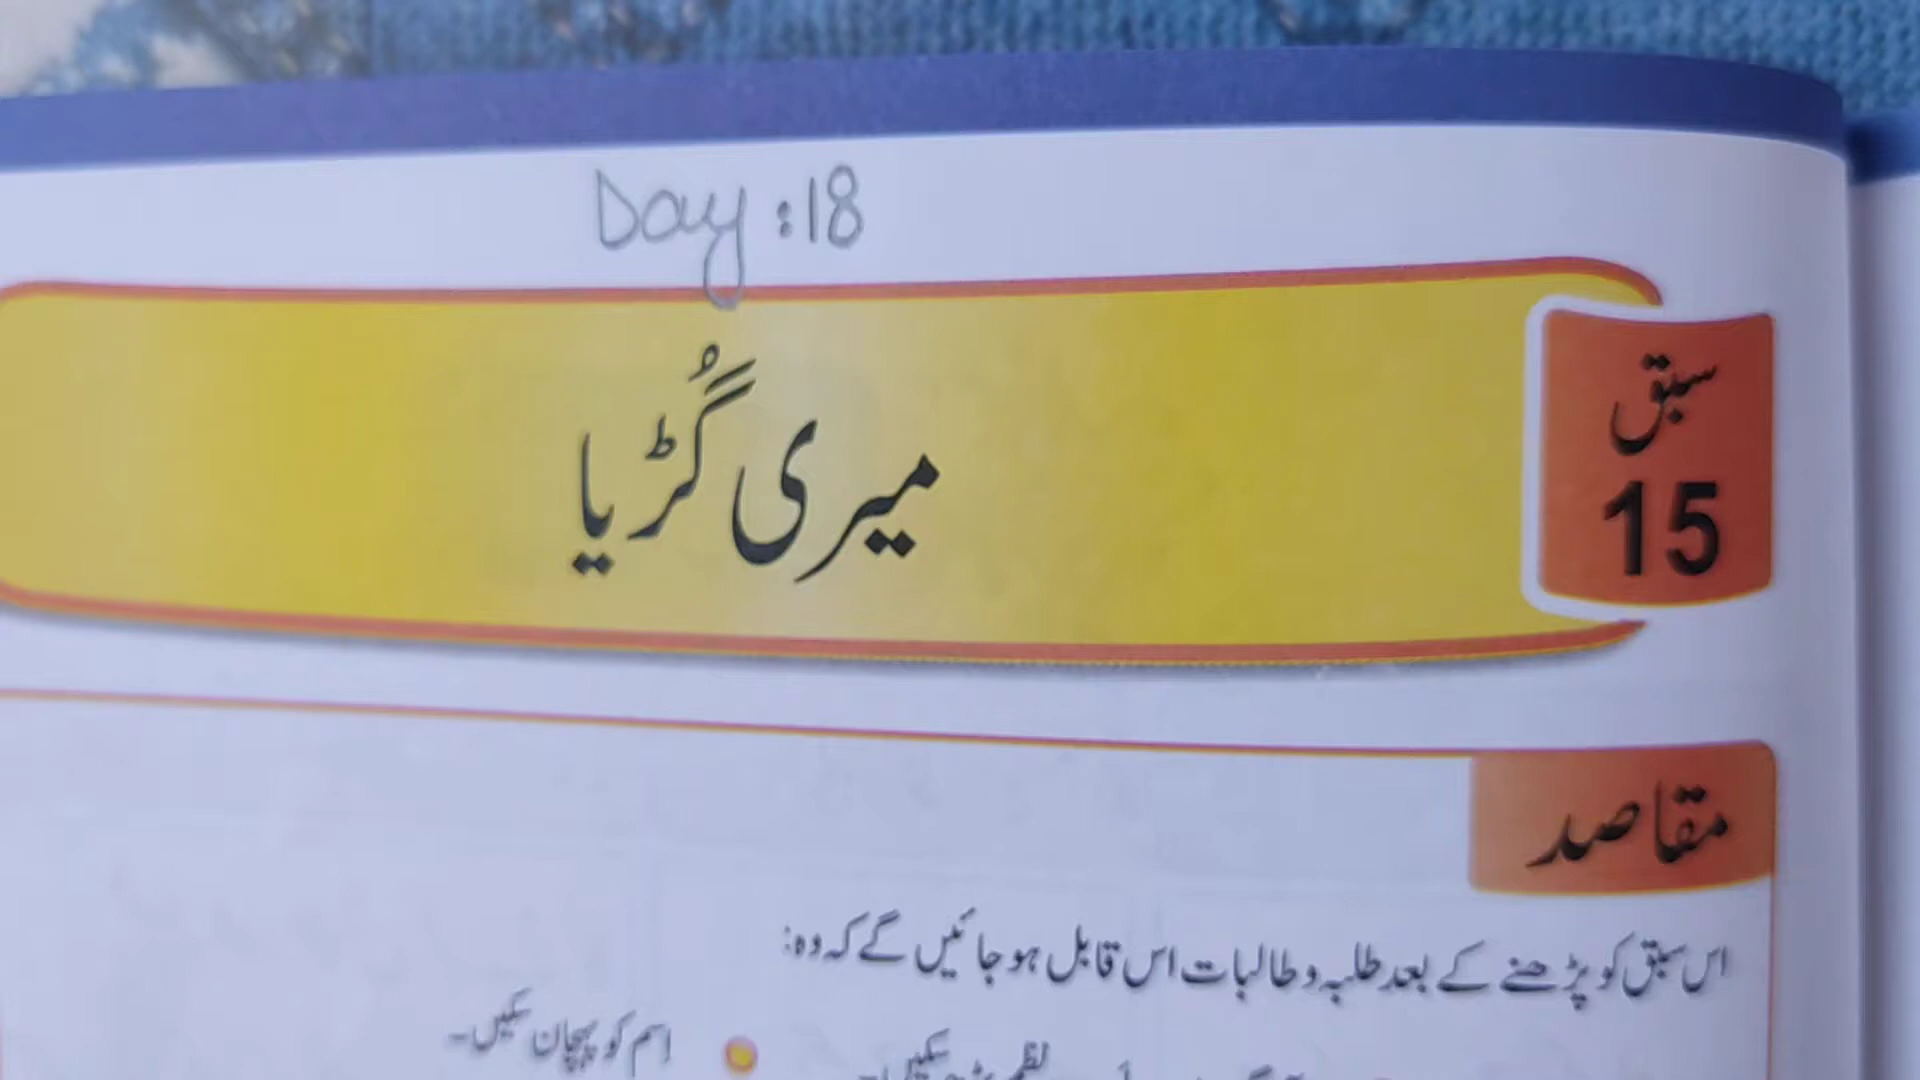 Day :18
سبق
15
میری گُڑیا
مقاصد
اس سبق کو پڑھنے کے بعد طلبہ و طالبات اس قابل ہو جائیں گے کہ وہ:
اسم کو پہچان سکیں۔